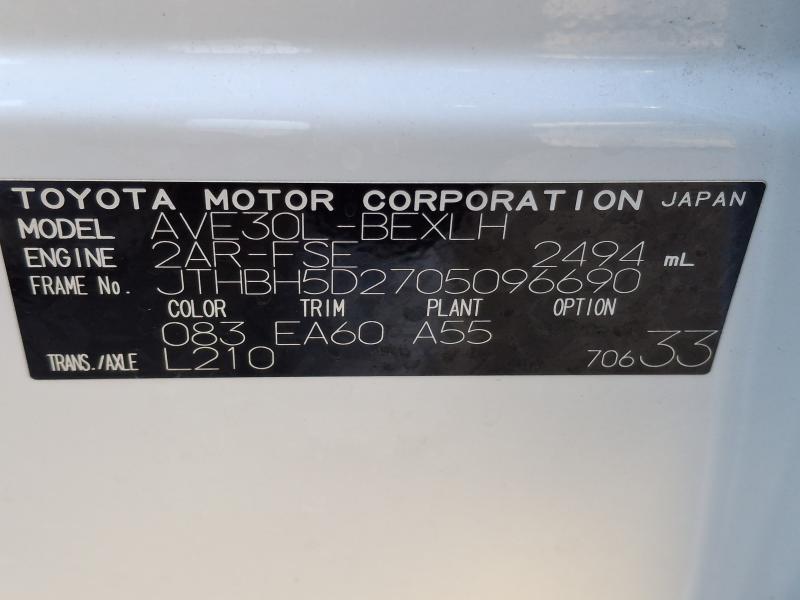 TOYOTA MOTOR CORPORATION JAPAN
MODEL AVE30L-BEXLH
ENGINE 2AR-FSE 2494 mL
FRAME No. JTHBH5D2705096690
COLOR TRIM PLANT OPTION
083 EA60 A55
TRANS./AXLE L210 706 33